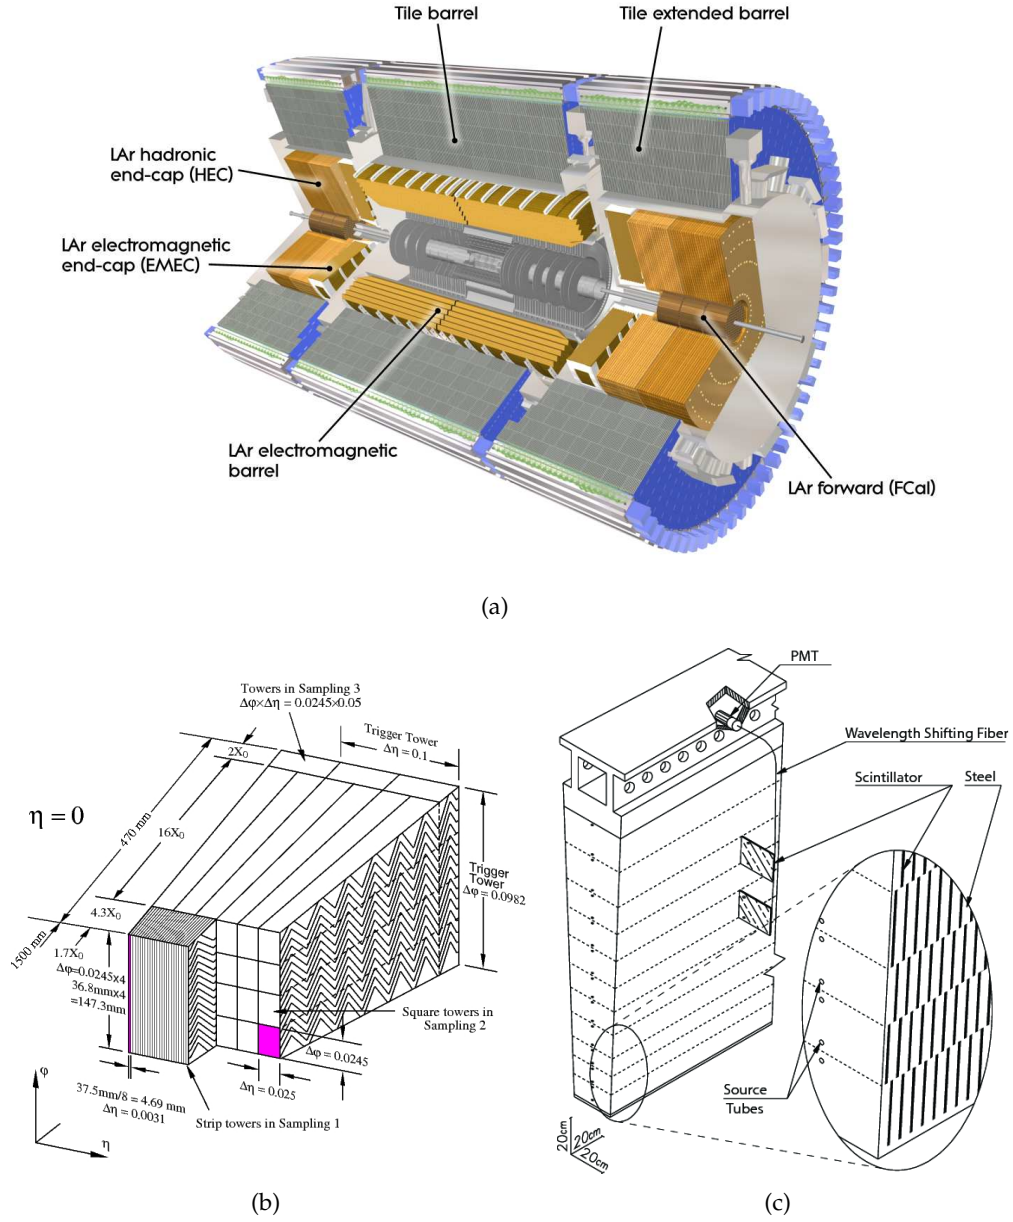 Tile barrel
Tile extended barrel
LAr hadronic
end-cap (HEC)
LAr electromagnetic
end-cap (EMEC)
LAr electromagnetic
barrel
LAr forward (FCal)
(a)
Towers in Sampling 3
Δφ×Δη = 0.0245×0.05
Trigger Tower
Δη = 0.1
2X₀
η = 0
470 mm
16X₀
Trigger
Tower
Δφ = 0.0982
4.3X₀
1500 mm
1.7X₀
Δφ=0.0245x4
36.8mmx4
=147.3mm
Square towers in
Sampling 2
Δφ = 0.0245
Δη = 0.025
37.5mm/8 = 4.69 mm
Δη = 0.0031
Strip towers in Sampling 1
φ
η
(b)
PMT
Wavelength Shifting Fiber
Scintillator
Steel
Source
Tubes
20cm
20cm
20cm
(c)